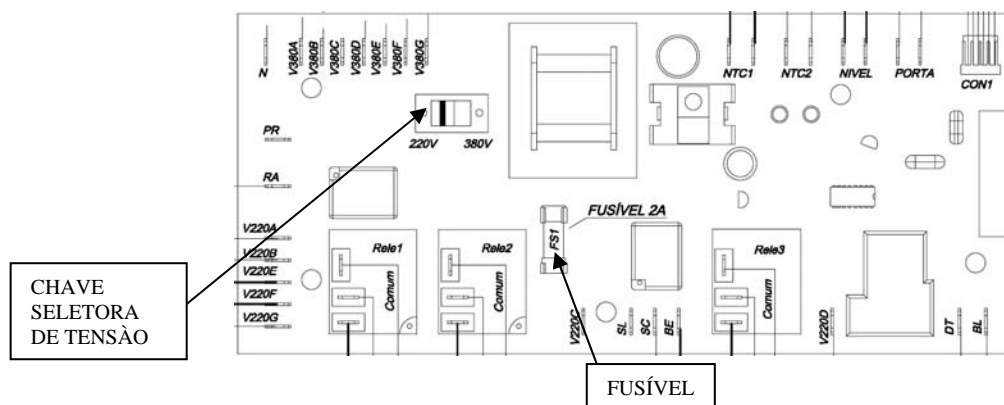 N V380A V380B V380C V380D V380E V380F V380G
NTC1 NTC2 NIVEL PORTA CON1
PR
220V 380V
RA
FUSÍVEL 2A
FS1
V220A
V220B
V220E
V220F
V220G
Rele1
Comum
Rele2
Comum
Rele3
Comum
V220C SL SC BE V220D DT BL
CHAVE
SELETORA
DE TENSÀO
FUSÍVEL